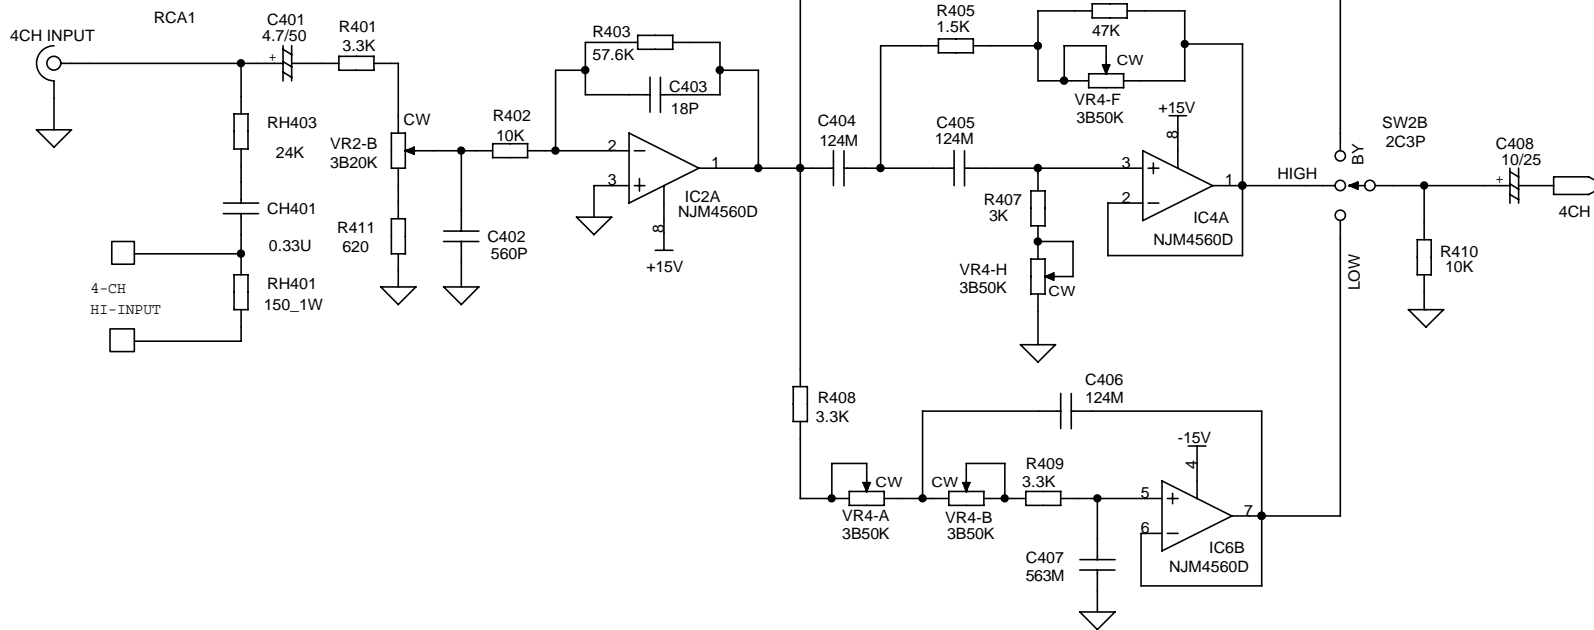 RCA1
4CH INPUT
C401
4.7/50
+
R401
3.3K
RH403
24K
CH401
0.33U
RH401
150_1W
4-CH
HI-INPUT
CW
VR2-B
3B20K
R411
620
R402
10K
C402
560P
R403
57.6K
C403
18P
2
3
1
8
IC2A
NJM4560D
+15V
C404
124M
C405
124M
R405
1.5K
47K
CW
VR4-F
3B50K
+15V
8
3
2
1
IC4A
NJM4560D
R407
3K
VR4-H
3B50K
CW
HIGH
BY
LOW
SW2B
2C3P
C408
10/25
+
4CH
R410
10K
R408
3.3K
C406
124M
CW
VR4-A
3B50K
CW
VR4-B
3B50K
R409
3.3K
C407
563M
-15V
4
5
6
7
IC6B
NJM4560D